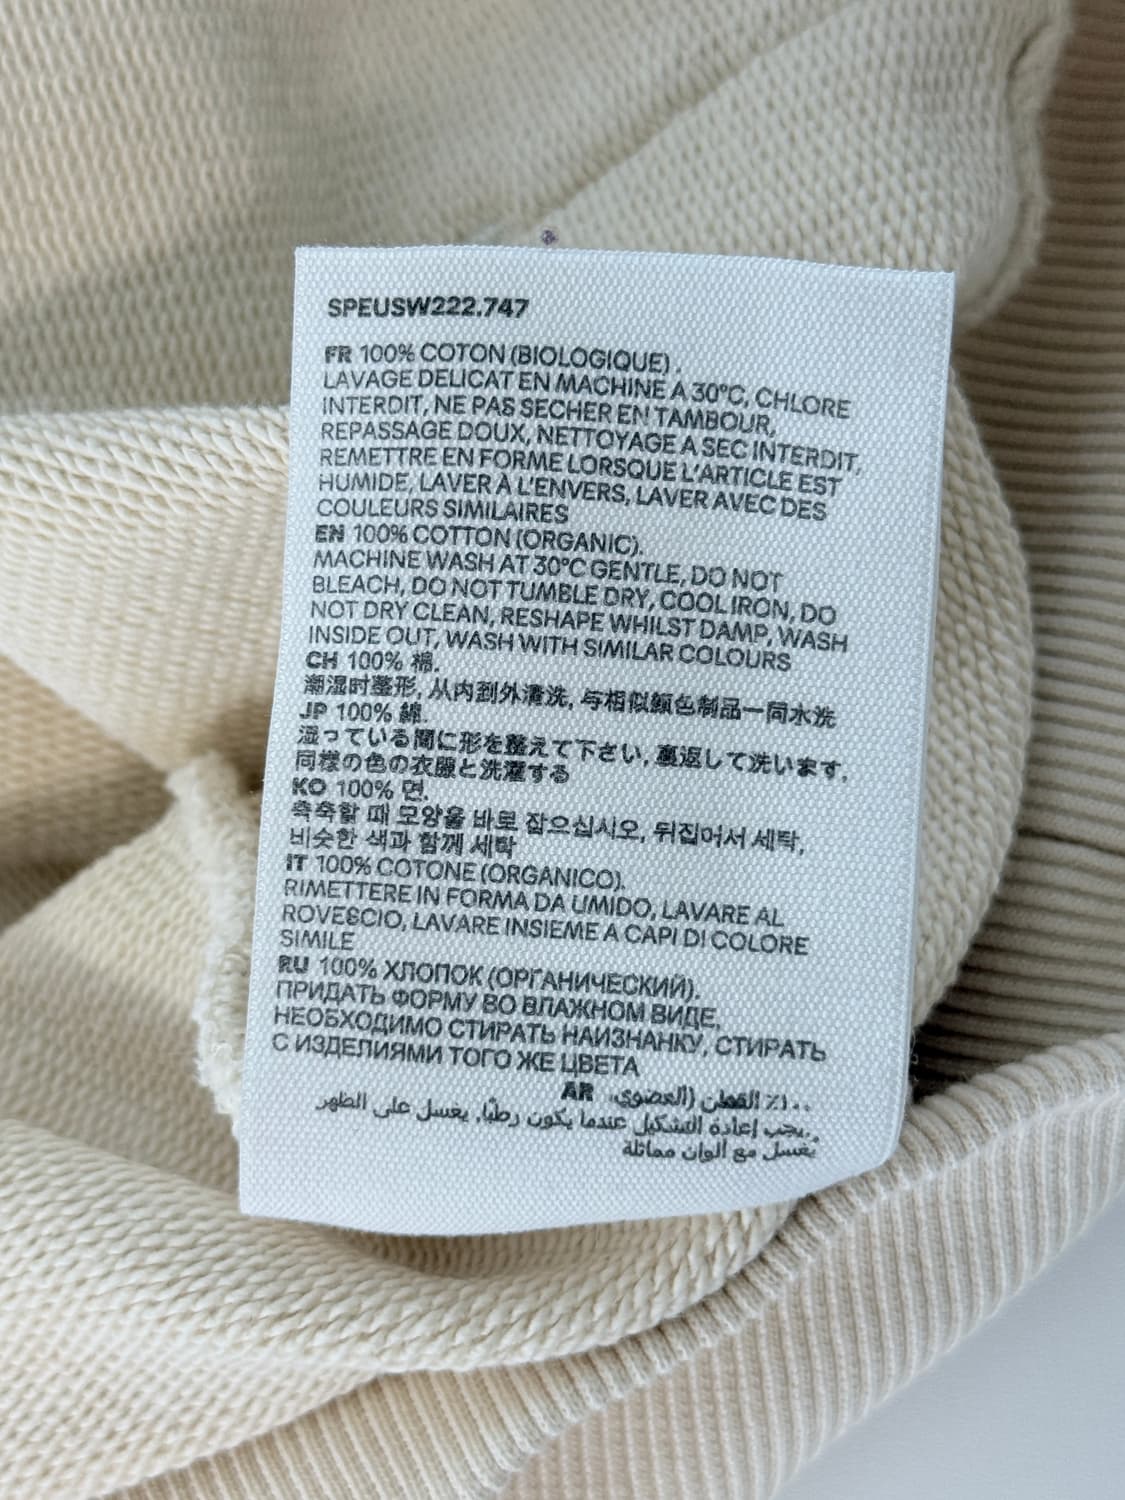 SPEUSW222.747
FR 100% COTON (BIOLOGIQUE).
LAVAGE DELICAT EN MACHINE A 30°C, CHLORE
INTERDIT, NE PAS SECHER EN TAMBOUR,
REPASSAGE DOUX, NETTOYAGE A SEC INTERDIT,
REMETTRE EN FORME LORSQUE L'ARTICLE EST
HUMIDE, LAVER À L'ENVERS, LAVER AVEC DES
COULEURS SIMILAIRES
EN 100% COTTON (ORGANIC).
MACHINE WASH AT 30°C GENTLE, DO NOT
BLEACH, DO NOT TUMBLE DRY, COOL IRON, DO
NOT DRY CLEAN, RESHAPE WHILST DAMP, WASH
INSIDE OUT, WASH WITH SIMILAR COLOURS
CH 100% 棉.
潮湿时整形, 从内到外清洗, 与相似颜色制品一同水洗
JP 100% 綿.
湿っている間に形を整えて下さい, 裏返して洗います,
同様の色の衣服と洗濯する
KO 100% 면.
축축할 때 모양을 바로 잡으십시오, 뒤집어서 세탁,
비슷한 색과 함께 세탁
IT 100% COTONE (ORGANICO).
RIMETTERE IN FORMA DA UMIDO, LAVARE AL
ROVESCIO, LAVARE INSIEME A CAPI DI COLORE
SIMILE
RU 100% ХЛОПОК (ОРГАНИЧЕСКИЙ).
ПРИДАТЬ ФОРМУ ВО ВЛАЖНОМ ВИДЕ,
НЕОБХОДИМО СТИРАТЬ НАИЗНАНКУ, СТИРАТЬ
С ИЗДЕЛИЯМИ ТОГО ЖЕ ЦВЕТА
AR ١٠٠٪ القطن (العضوي).
يجب إعادة التشكيل عندما يكون رطبًا, يغسل على الظهر,
يُغسل مع ألوان مماثلة